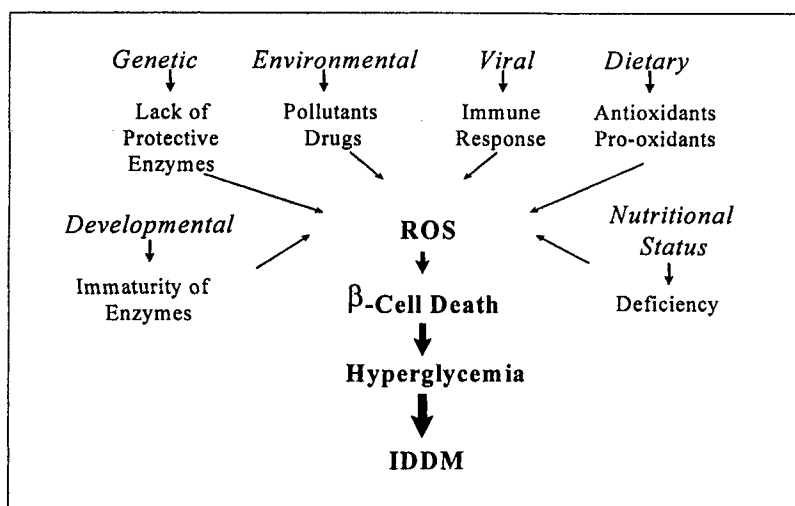 Genetic
Environmental
Viral
Dietary
Lack of
Protective
Enzymes
Pollutants
Drugs
Immune
Response
Antioxidants
Pro-oxidants
Developmental
Immaturity of
Enzymes
ROS
Nutritional
Status
Deficiency
β-Cell Death
Hyperglycemia
IDDM